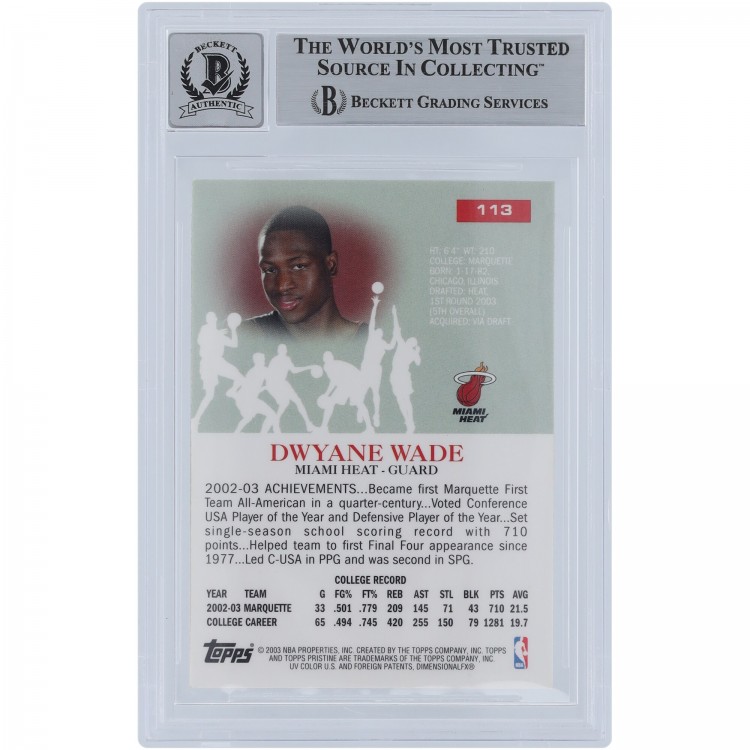 BECKETT
B
AUTHENTIC
THE WORLD'S MOST TRUSTED
SOURCE IN COLLECTING™
B BECKETT GRADING SERVICES
113
HT: 6'4" WT: 210
COLLEGE: MARQUETTE
BORN: 1-17-82,
CHICAGO, ILLINOIS
DRAFTED: HEAT,
1ST ROUND 2003
(5TH OVERALL)
ACQUIRED: VIA DRAFT
MIAMI
HEAT
DWYANE WADE
MIAMI HEAT - GUARD
2002-03 ACHIEVEMENTS...Became first Marquette First
Team All-American in a quarter-century...Voted Conference
USA Player of the Year and Defensive Player of the Year...Set
single-season school scoring record with 710
points...Helped team to first Final Four appearance since
1977...Led C-USA in PPG and was second in SPG.
COLLEGE RECORD
YEAR TEAM G FG% FT% REB AST STL BLK PTS AVG
2002-03 MARQUETTE 33 .501 .779 209 145 71 43 710 21.5
COLLEGE CAREER 65 .494 .745 420 255 150 79 1281 19.7
Topps
© 2003 NBA PROPERTIES, INC. CREATED BY THE TOPPS COMPANY, INC. TOPPS
AND TOPPS PRISTINE ARE TRADEMARKS OF THE TOPPS COMPANY, INC.
UV COLOR U.S. AND FOREIGN PATENTS, DIMENSIONALFX®